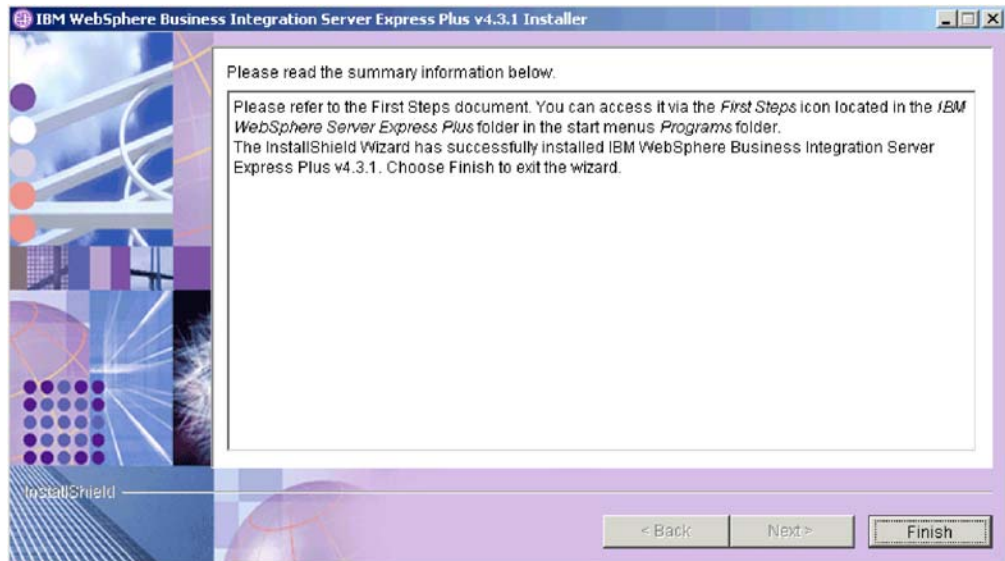 IBM WebSphere Business Integration Server Express Plus v4.3.1 Installer
Please read the summary information below.
Please refer to the First Steps document. You can access it via the First Steps icon located in the IBM
WebSphere Server Express Plus folder in the start menus Programs folder.
The InstallShield Wizard has successfully installed IBM WebSphere Business Integration Server
Express Plus v4.3.1. Choose Finish to exit the wizard.
InstallShield
< Back
Next >
Finish